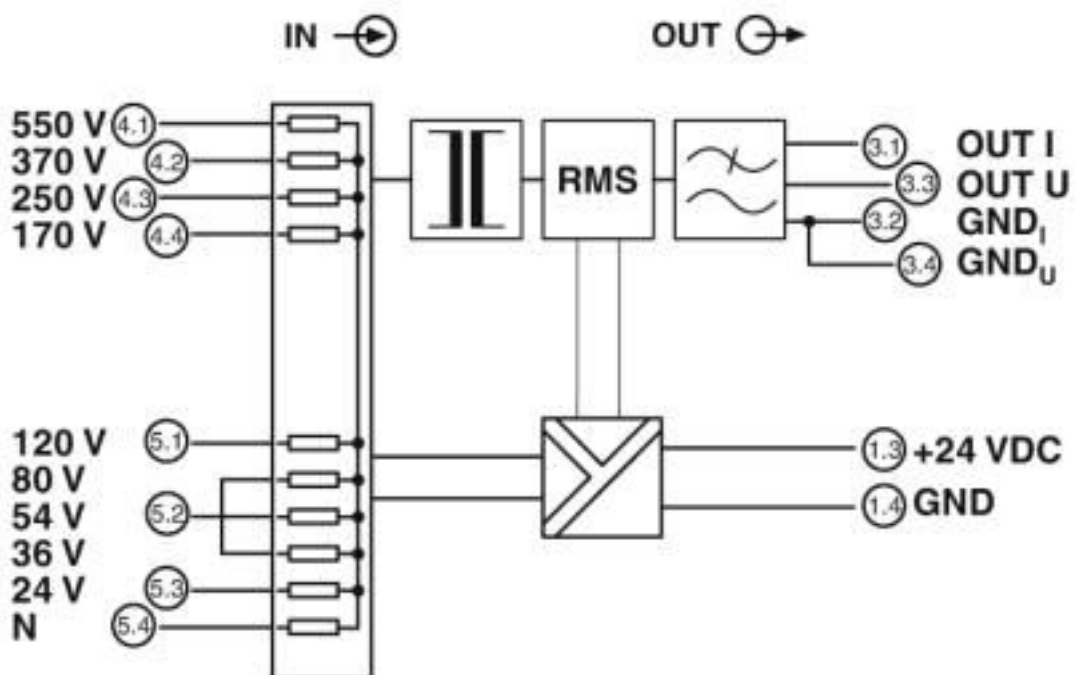 IN OUT
550 V 4.1
370 V 4.2
250 V 4.3
170 V 4.4
RMS
3.1 OUT I
3.3 OUT U
3.2 GND_I
3.4 GND_U
120 V 5.1
80 V
54 V 5.2
36 V
24 V 5.3
N 5.4
1.3 +24 VDC
1.4 GND